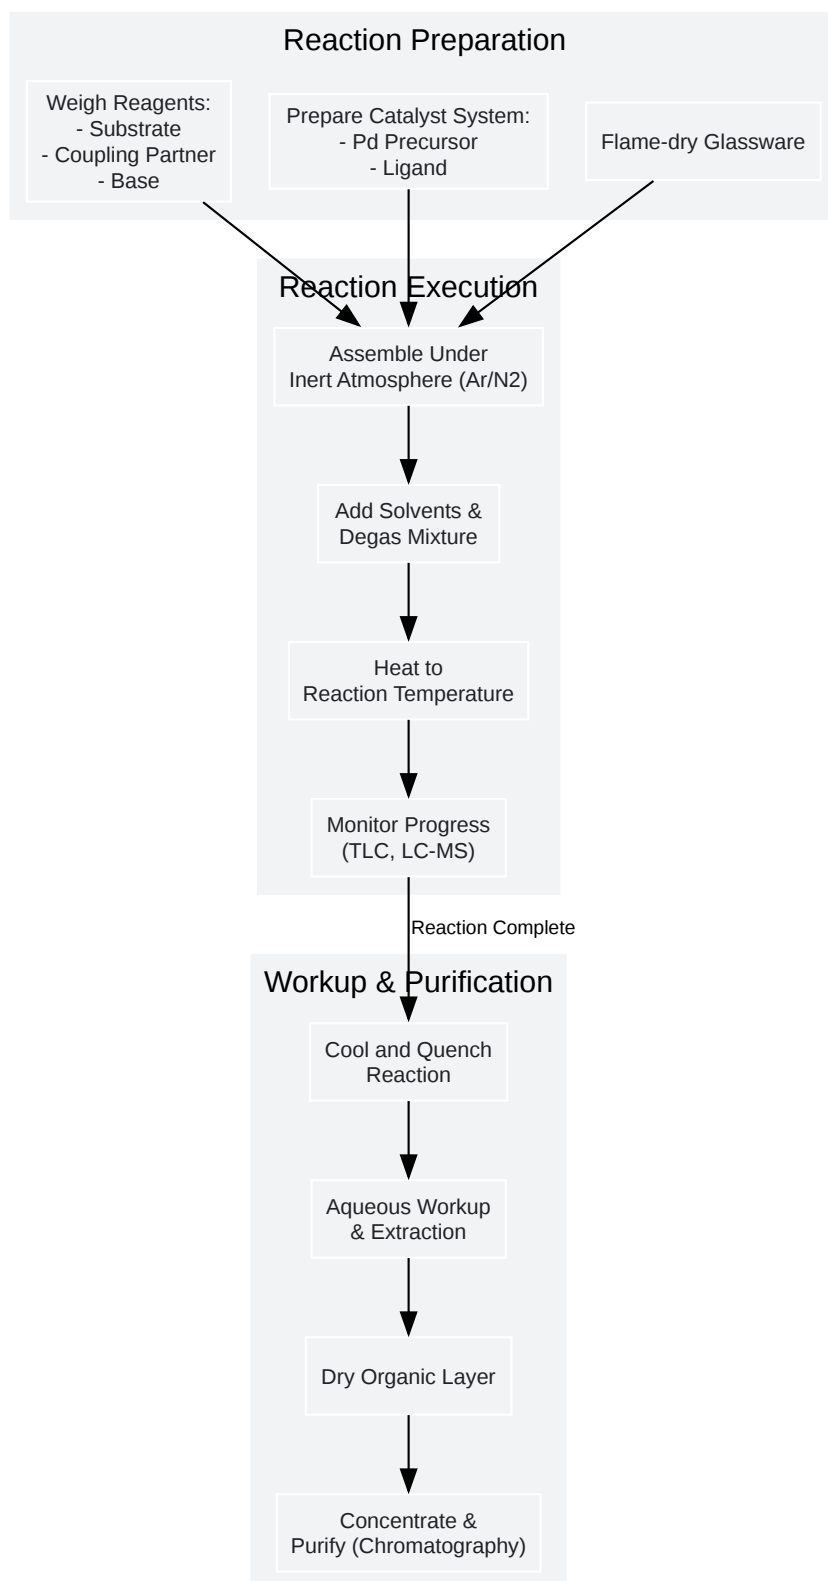 Reaction Preparation
Weigh Reagents:
- Substrate
- Coupling Partner
- Base
Prepare Catalyst System:
- Pd Precursor
- Ligand
Flame-dry Glassware
Reaction Execution
Assemble Under
Inert Atmosphere (Ar/N2)
Add Solvents &
Degas Mixture
Heat to
Reaction Temperature
Monitor Progress
(TLC, LC-MS)
Reaction Complete
Workup & Purification
Cool and Quench
Reaction
Aqueous Workup
& Extraction
Dry Organic Layer
Concentrate &
Purify (Chromatography)